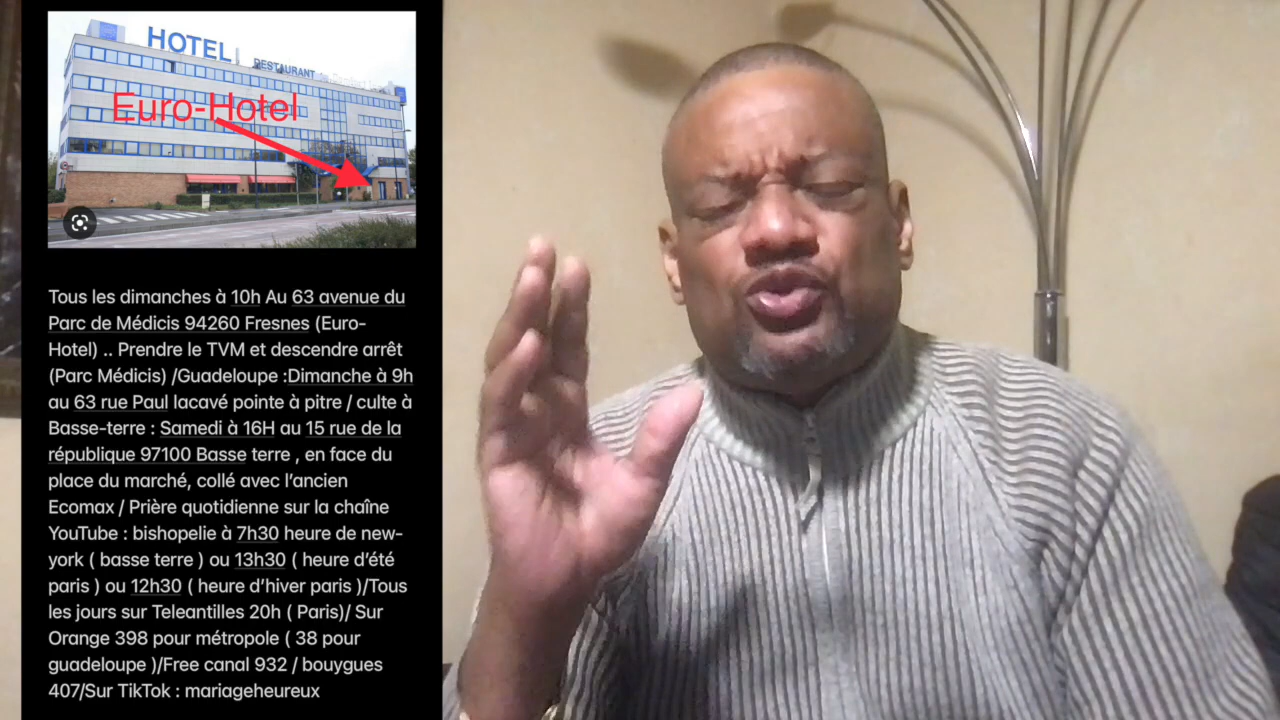 HOTEL
RESTAURANT
Euro-Hotel
Tous les dimanches à 10h Au 63 avenue du
Parc de Médicis 94260 Fresnes (Euro-
Hotel) .. Prendre le TVM et descendre arrêt
(Parc Médicis) /Guadeloupe :Dimanche à 9h
au 63 rue Paul lacavé pointe à pitre / culte à
Basse-terre : Samedi à 16H au 15 rue de la
république 97100 Basse terre , en face du
place du marché, collé avec l’ancien
Ecomax / Prière quotidienne sur la chaîne
YouTube : bishopelie à 7h30 heure de new-
york ( basse terre ) ou 13h30 ( heure d’été
paris ) ou 12h30 ( heure d’hiver paris )/Tous
les jours sur Teleantilles 20h ( Paris)/ Sur
Orange 398 pour métropole ( 38 pour
guadeloupe )/Free canal 932 / bouygues
407/Sur TikTok : mariageheureux